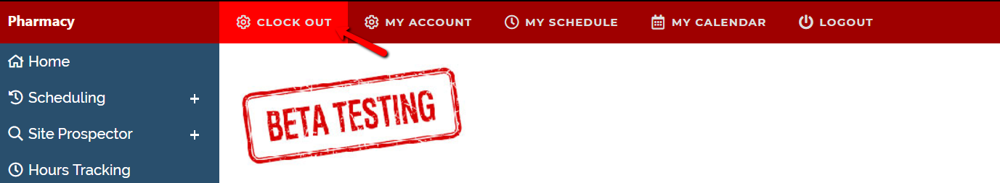 Pharmacy
CLOCK OUT MY ACCOUNT MY SCHEDULE MY CALENDAR LOGOUT
Home
Scheduling +
Site Prospector +
Hours Tracking
BETA TESTING